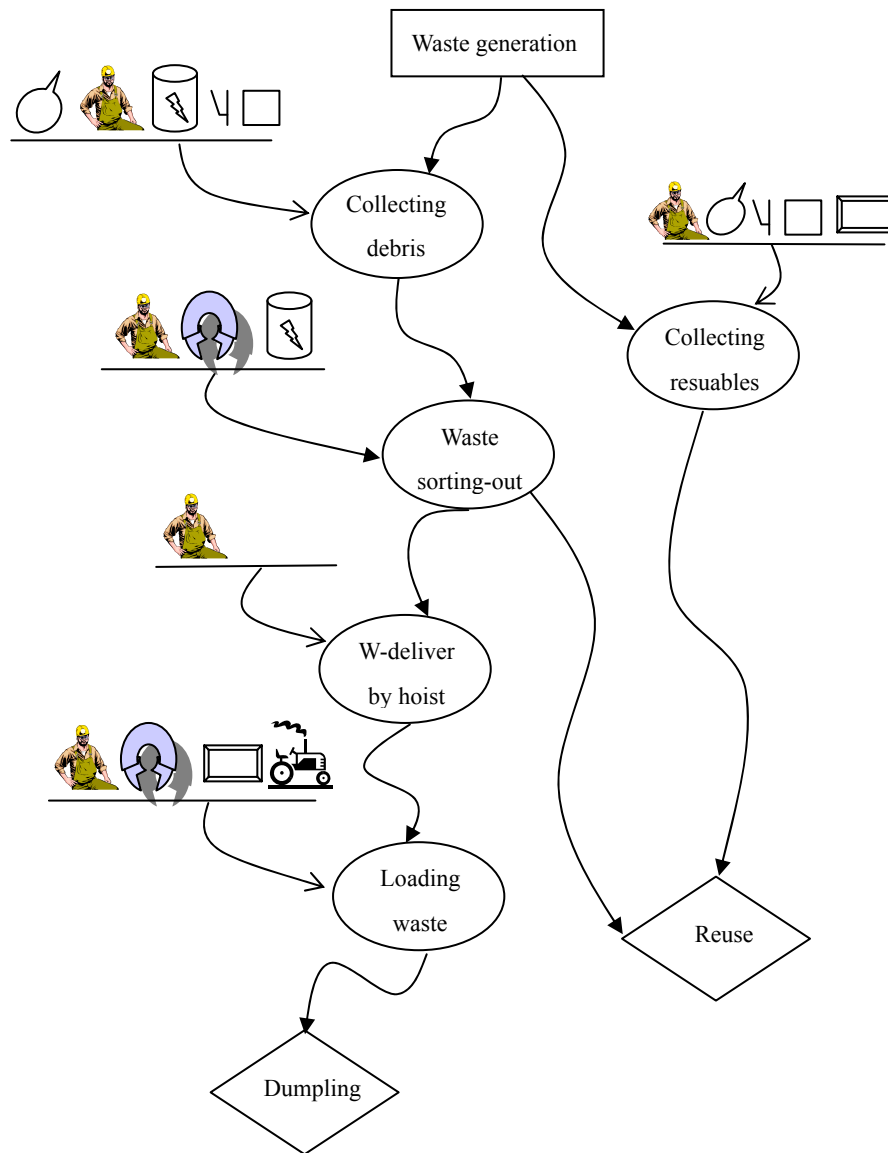 Waste generation
Collecting
debris
Collecting
resuables
Waste
sorting-out
W-deliver
by hoist
Loading
waste
Reuse
Dumpling